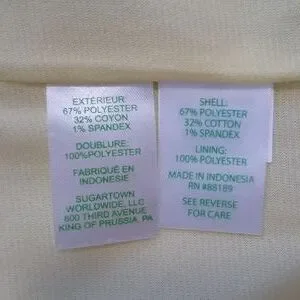 EXTÉRIEUR:
67% POLYESTER
32% COYON
1% SPANDEX
DOUBLURE:
100%POLYESTER
FABRIQUÉ EN
INDONESIE
SUGARTOWN
WORLDWIDE, LLC
600 THIRD AVENUE
KING OF PRUSSIA, PA
SHELL:
67% POLYESTER
32% COTTON
1% SPANDEX
LINING:
100% POLYESTER
MADE IN INDONESIA
RN #88189
SEE REVERSE
FOR CARE